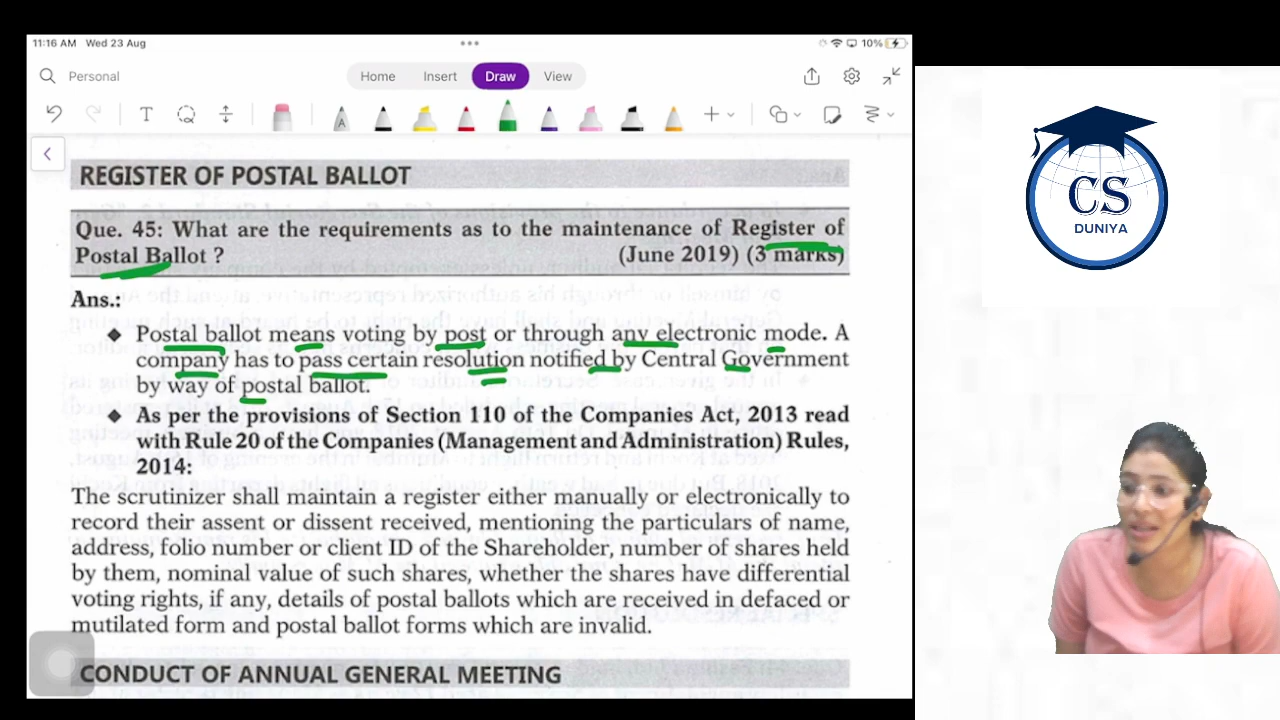 11:16 AM Wed 23 Aug
10%
Personal
Home Insert Draw View
T
A
REGISTER OF POSTAL BALLOT
Que. 45: What are the requirements as to the maintenance of Register of
Postal Ballot ? (June 2019) (3 marks)
Ans.:
◆ Postal ballot means voting by post or through any electronic mode. A
company has to pass certain resolution notified by Central Government
by way of postal ballot.
◆ As per the provisions of Section 110 of the Companies Act, 2013 read
with Rule 20 of the Companies (Management and Administration) Rules,
2014:
The scrutinizer shall maintain a register either manually or electronically to
record their assent or dissent received, mentioning the particulars of name,
address, folio number or client ID of the Shareholder, number of shares held
by them, nominal value of such shares, whether the shares have differential
voting rights, if any, details of postal ballots which are received in defaced or
mutilated form and postal ballot forms which are invalid.
CONDUCT OF ANNUAL GENERAL MEETING
CS
DUNIYA